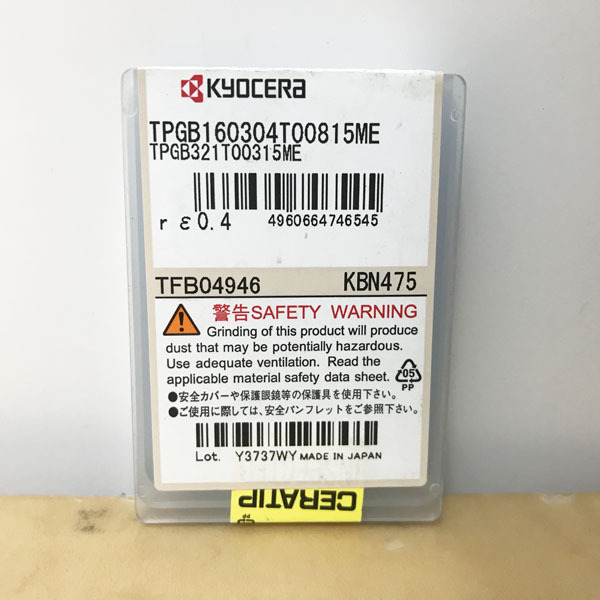 KYOCERA
TPGB160304T00815ME
TPGB321T00315ME
rε0.4
4960664746545
TFB04946 KBN475
警告SAFETY WARNING
Grinding of this product will produce
dust that may be potentially hazardous.
Use adequate ventilation. Read the
applicable material safety data sheet.
●安全カバーや保護眼鏡等の保護具を使用下さい。
●ご使用に際しては、安全パンフレットをご参照下さい。
05
PP
Lot. Y3737WY MADE IN JAPAN
CERATIP